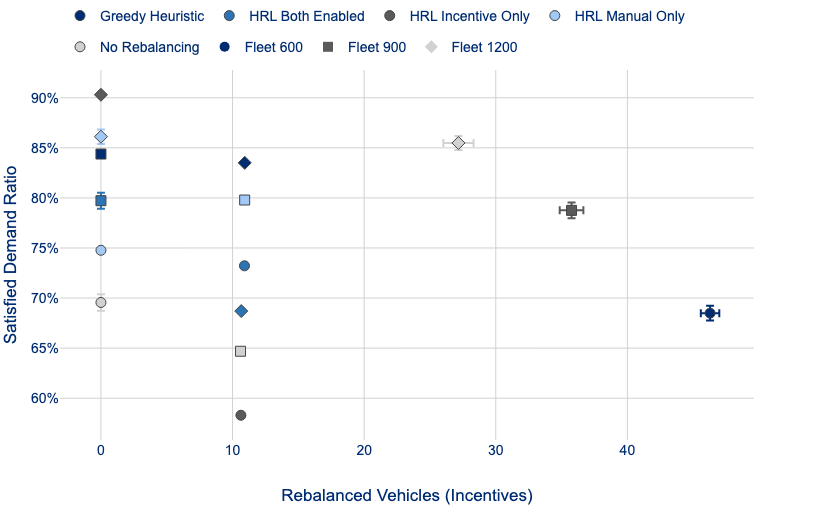 Greedy Heuristic HRL Both Enabled HRL Incentive Only HRL Manual Only
No Rebalancing Fleet 600 Fleet 900 Fleet 1200
90%
85%
80%
75%
70%
65%
60%
Satisfied Demand Ratio
0 10 20 30 40
Rebalanced Vehicles (Incentives)